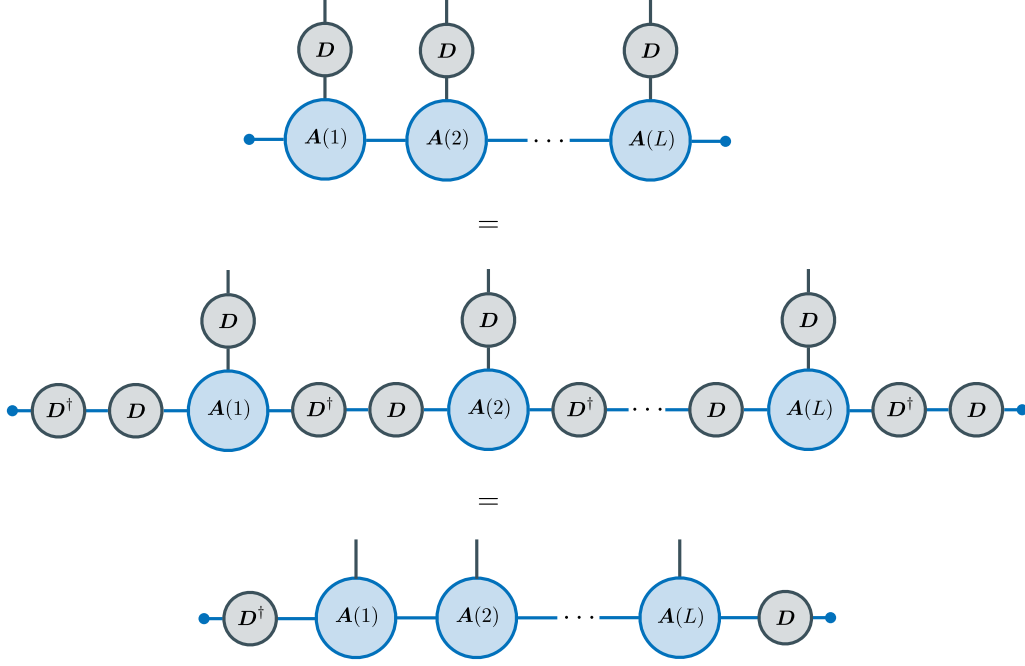 D D D
A(1) A(2) ... A(L)
=
D D D
D† D A(1) D† D A(2) D† ... D A(L) D† D
=
D† A(1) A(2) ... A(L) D